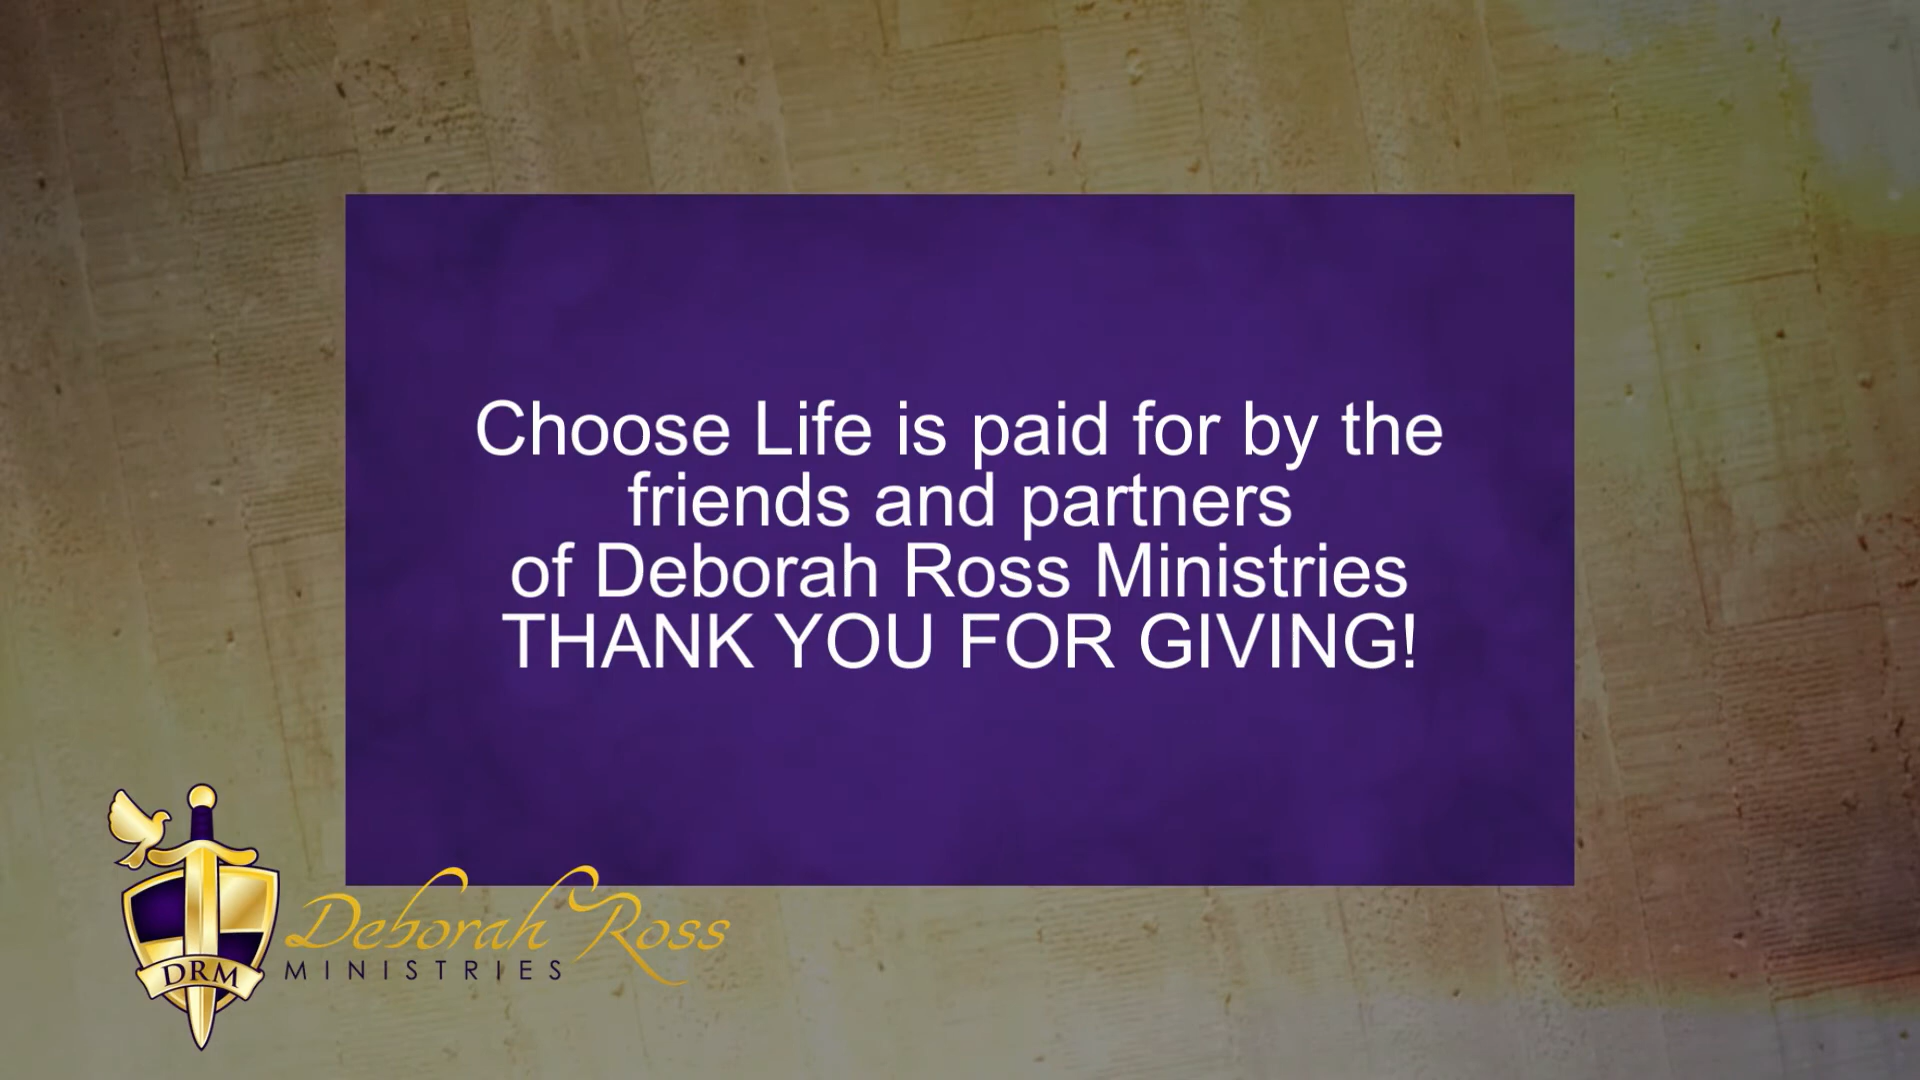 Choose Life is paid for by the
friends and partners
of Deborah Ross Ministries
THANK YOU FOR GIVING!
Deborah Ross
MINISTRIES
DRM